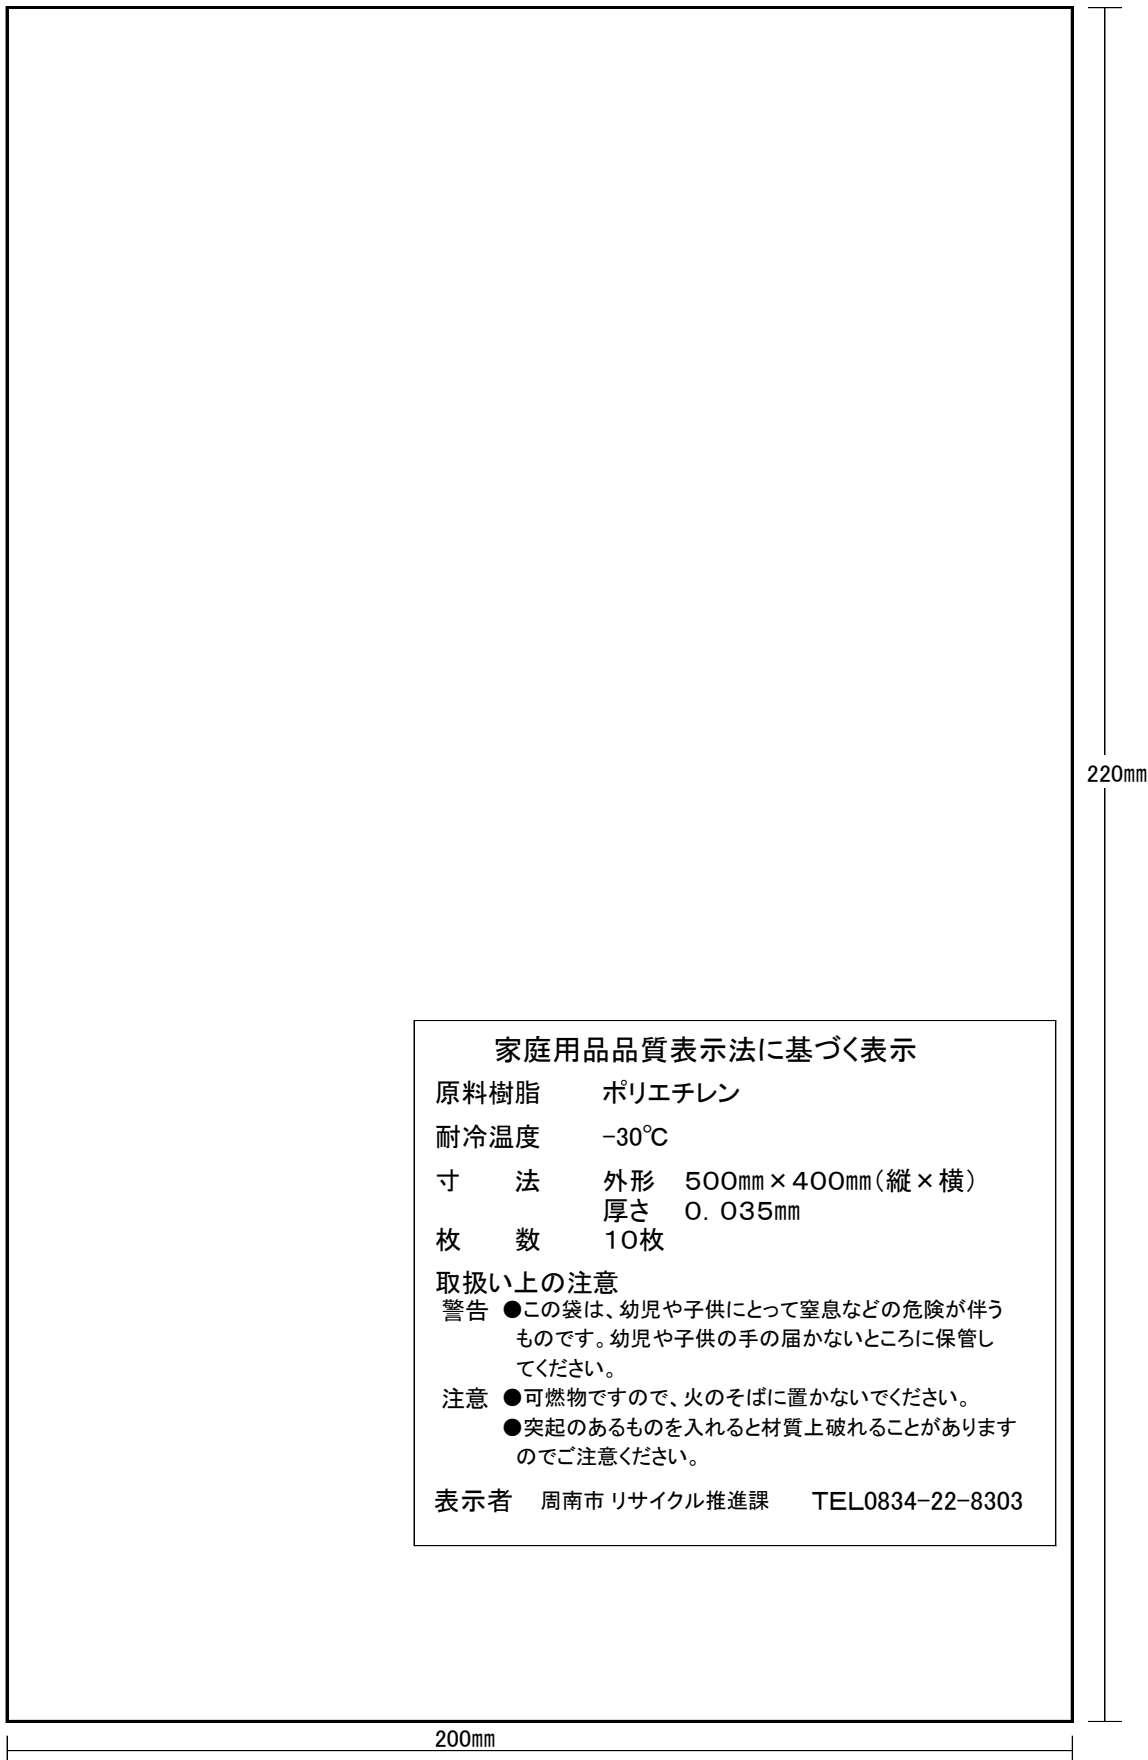 220㎜
家庭用品品質表示法に基づく表示
原料樹脂　ポリエチレン
耐冷温度　-30℃
寸　法　外形　500㎜×400㎜(縦×横)
厚さ　0.035㎜
枚　数　10枚
取扱い上の注意
警告 ●この袋は、幼児や子供にとって窒息などの危険が伴う
ものです。幼児や子供の手の届かないところに保管し
てください。
注意 ●可燃物ですので、火のそばに置かないでください。
●突起のあるものを入れると材質上破れることがあります
のでご注意ください。
表示者　周南市 リサイクル推進課　TEL0834-22-8303
200㎜